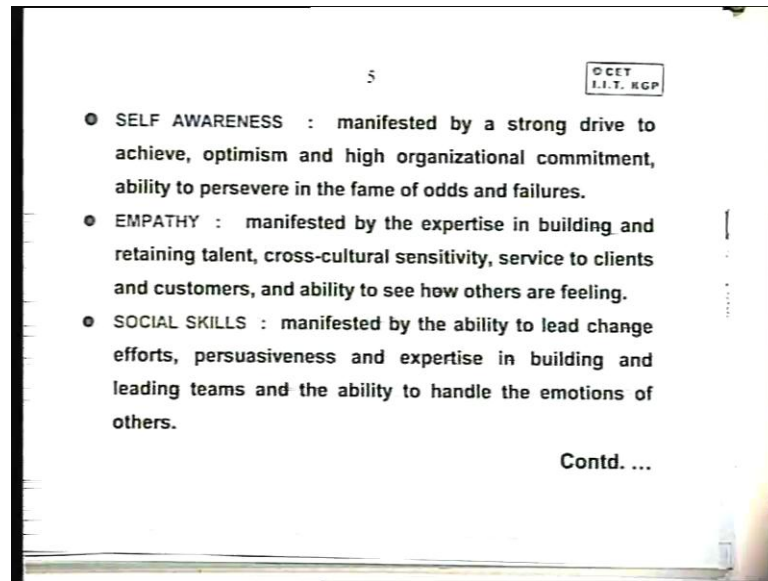 5
© CET
I.I.T. KGP
SELF AWARENESS : manifested by a strong drive to
achieve, optimism and high organizational commitment,
ability to persevere in the fame of odds and failures.
EMPATHY : manifested by the expertise in building and
retaining talent, cross-cultural sensitivity, service to clients
and customers, and ability to see how others are feeling.
SOCIAL SKILLS : manifested by the ability to lead change
efforts, persuasiveness and expertise in building and
leading teams and the ability to handle the emotions of
others.
Contd. ...